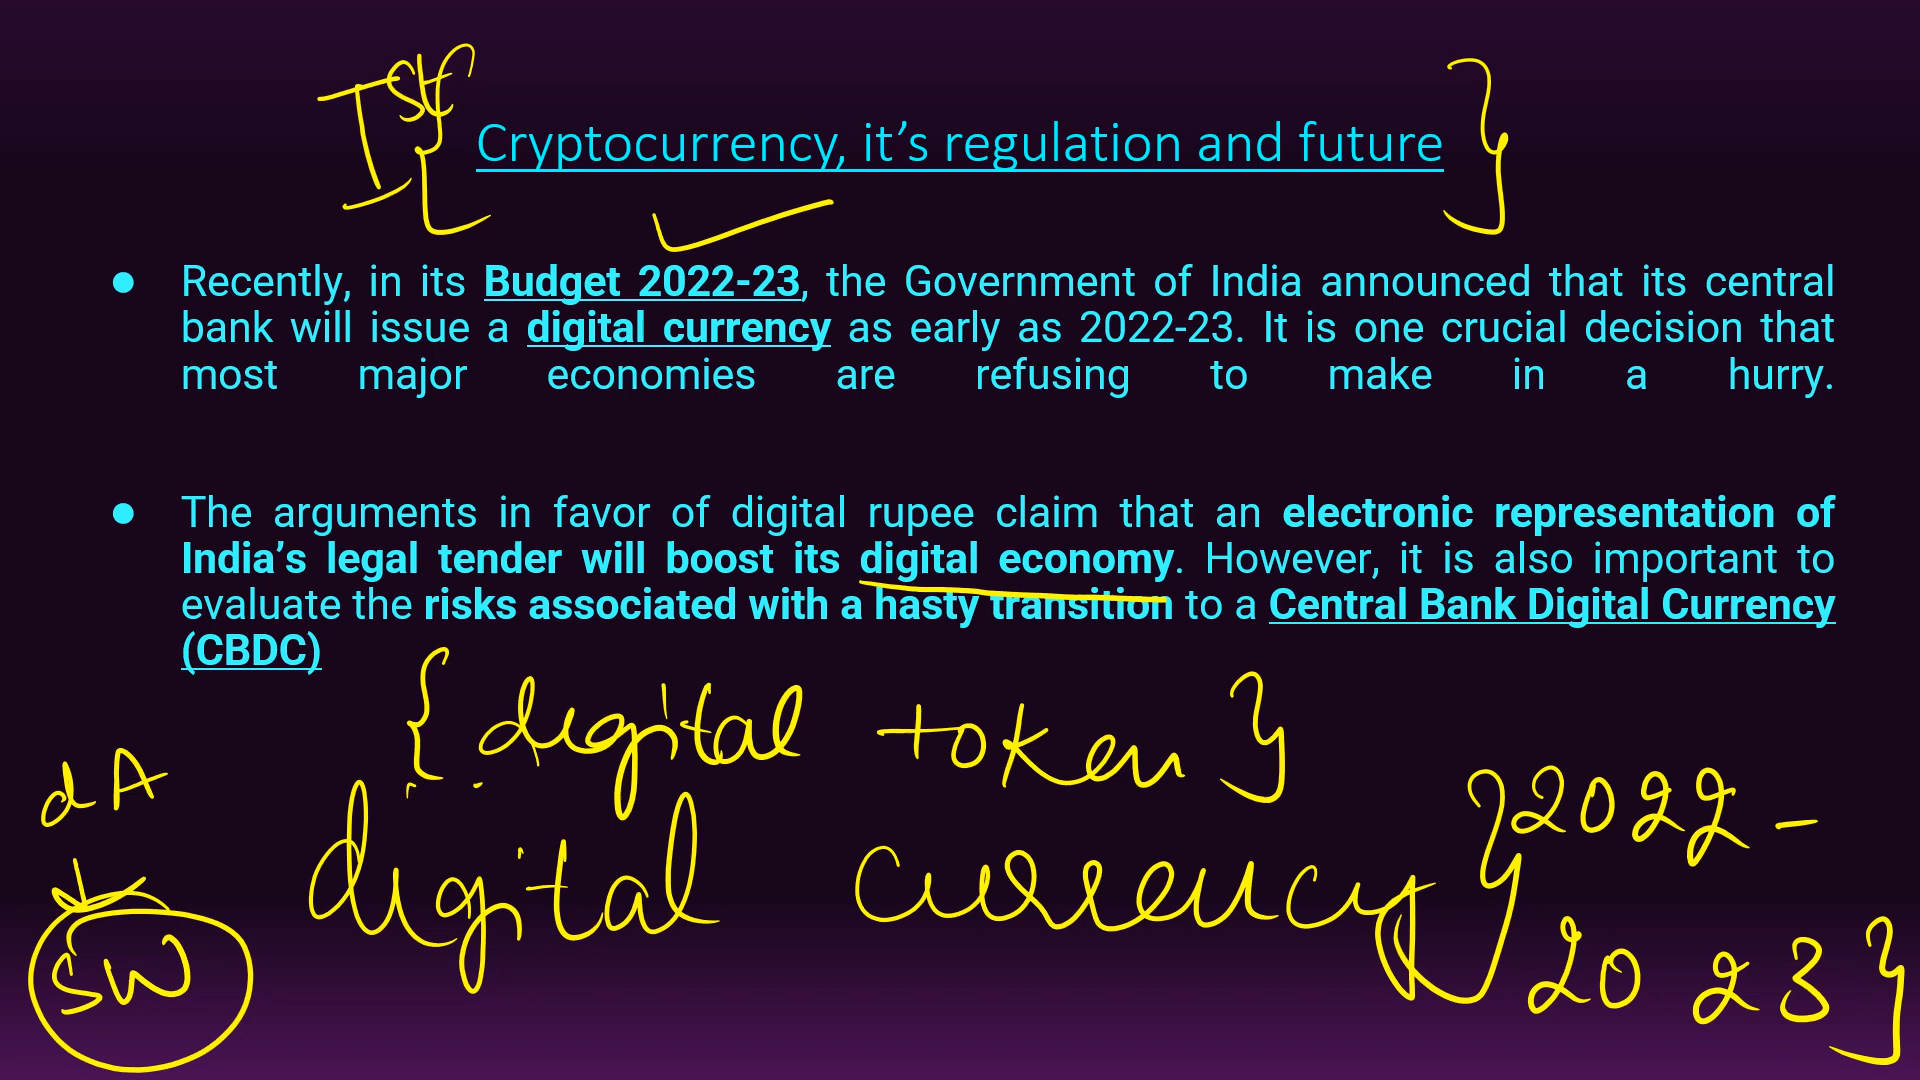 Ist { Cryptocurrency, it’s regulation and future }
● Recently, in its Budget 2022-23, the Government of India announced that its central
bank will issue a digital currency as early as 2022-23. It is one crucial decision that
most major economies are refusing to make in a hurry.
● The arguments in favor of digital rupee claim that an electronic representation of
India’s legal tender will boost its digital economy. However, it is also important to
evaluate the risks associated with a hasty transition to a Central Bank Digital Currency
(CBDC)
{ digital token }
dA
digital currency } 2022 -
SW
2023 }